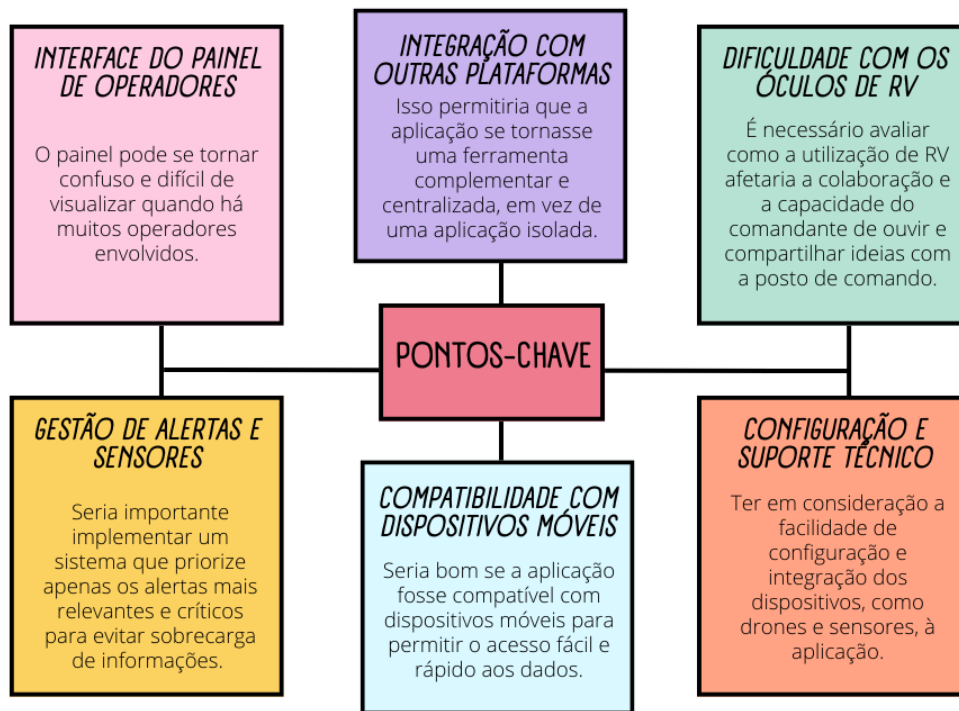 INTERFACE DO PAINEL
DE OPERADORES
O painel pode se tornar
confuso e difícil de
visualizar quando há
muitos operadores
envolvidos.
INTEGRAÇÃO COM
OUTRAS PLATAFORMAS
Isso permitiria que a
aplicação se tornasse
uma ferramenta
complementar e
centralizada, em vez de
uma aplicação isolada.
DIFICULDADE COM OS
ÓCULOS DE RV
É necessário avaliar
como a utilização de RV
afetaria a colaboração e
a capacidade do
comandante de ouvir e
compartilhar ideias com
a posto de comando.
PONTOS-CHAVE
GESTÃO DE ALERTAS E
SENSORES
Seria importante
implementar um
sistema que priorize
apenas os alertas mais
relevantes e críticos
para evitar sobrecarga
de informações.
COMPATIBILIDADE COM
DISPOSITIVOS MÓVEIS
Seria bom se a aplicação
fosse compatível com
dispositivos móveis para
permitir o acesso fácil e
rápido aos dados.
CONFIGURAÇÃO E
SUPORTE TÉCNICO
Ter em consideração a
facilidade de
configuração e
integração dos
dispositivos, como
drones e sensores, à
aplicação.